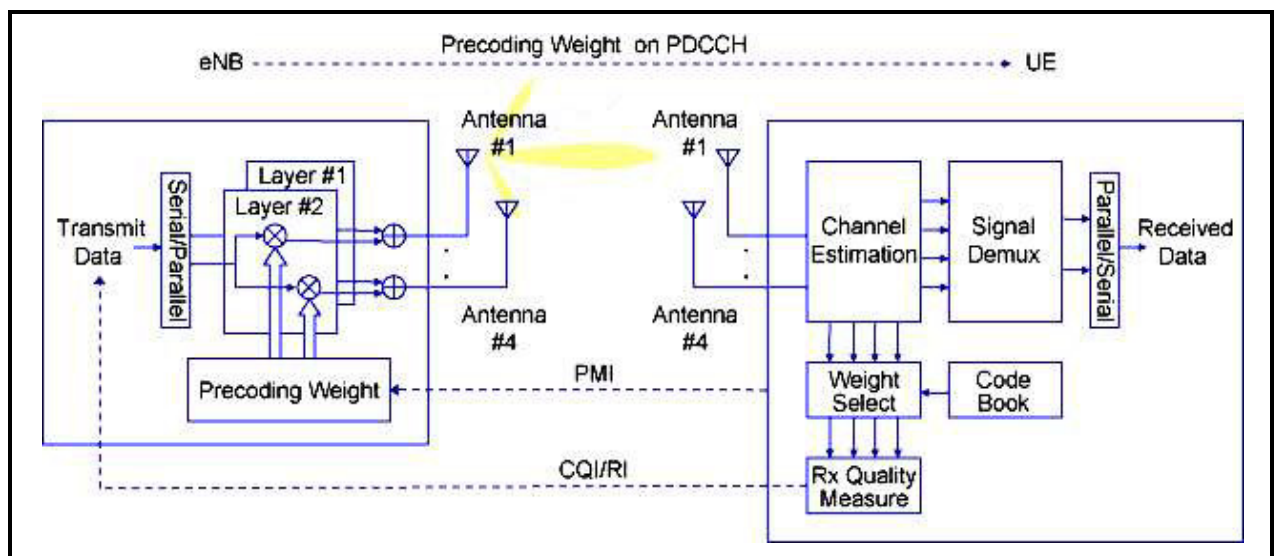 Precoding Weight on PDCCH
eNB
UE
Antenna
#1
Antenna
#1
Serial/Parallel
Layer #1
Layer #2
Transmit
Data
Channel
Estimation
Signal
Demux
Parallel/Serial
Received
Data
Antenna
#4
Antenna
#4
Precoding Weight
PMI
Weight
Select
Code
Book
CQI/RI
Rx Quality
Measure